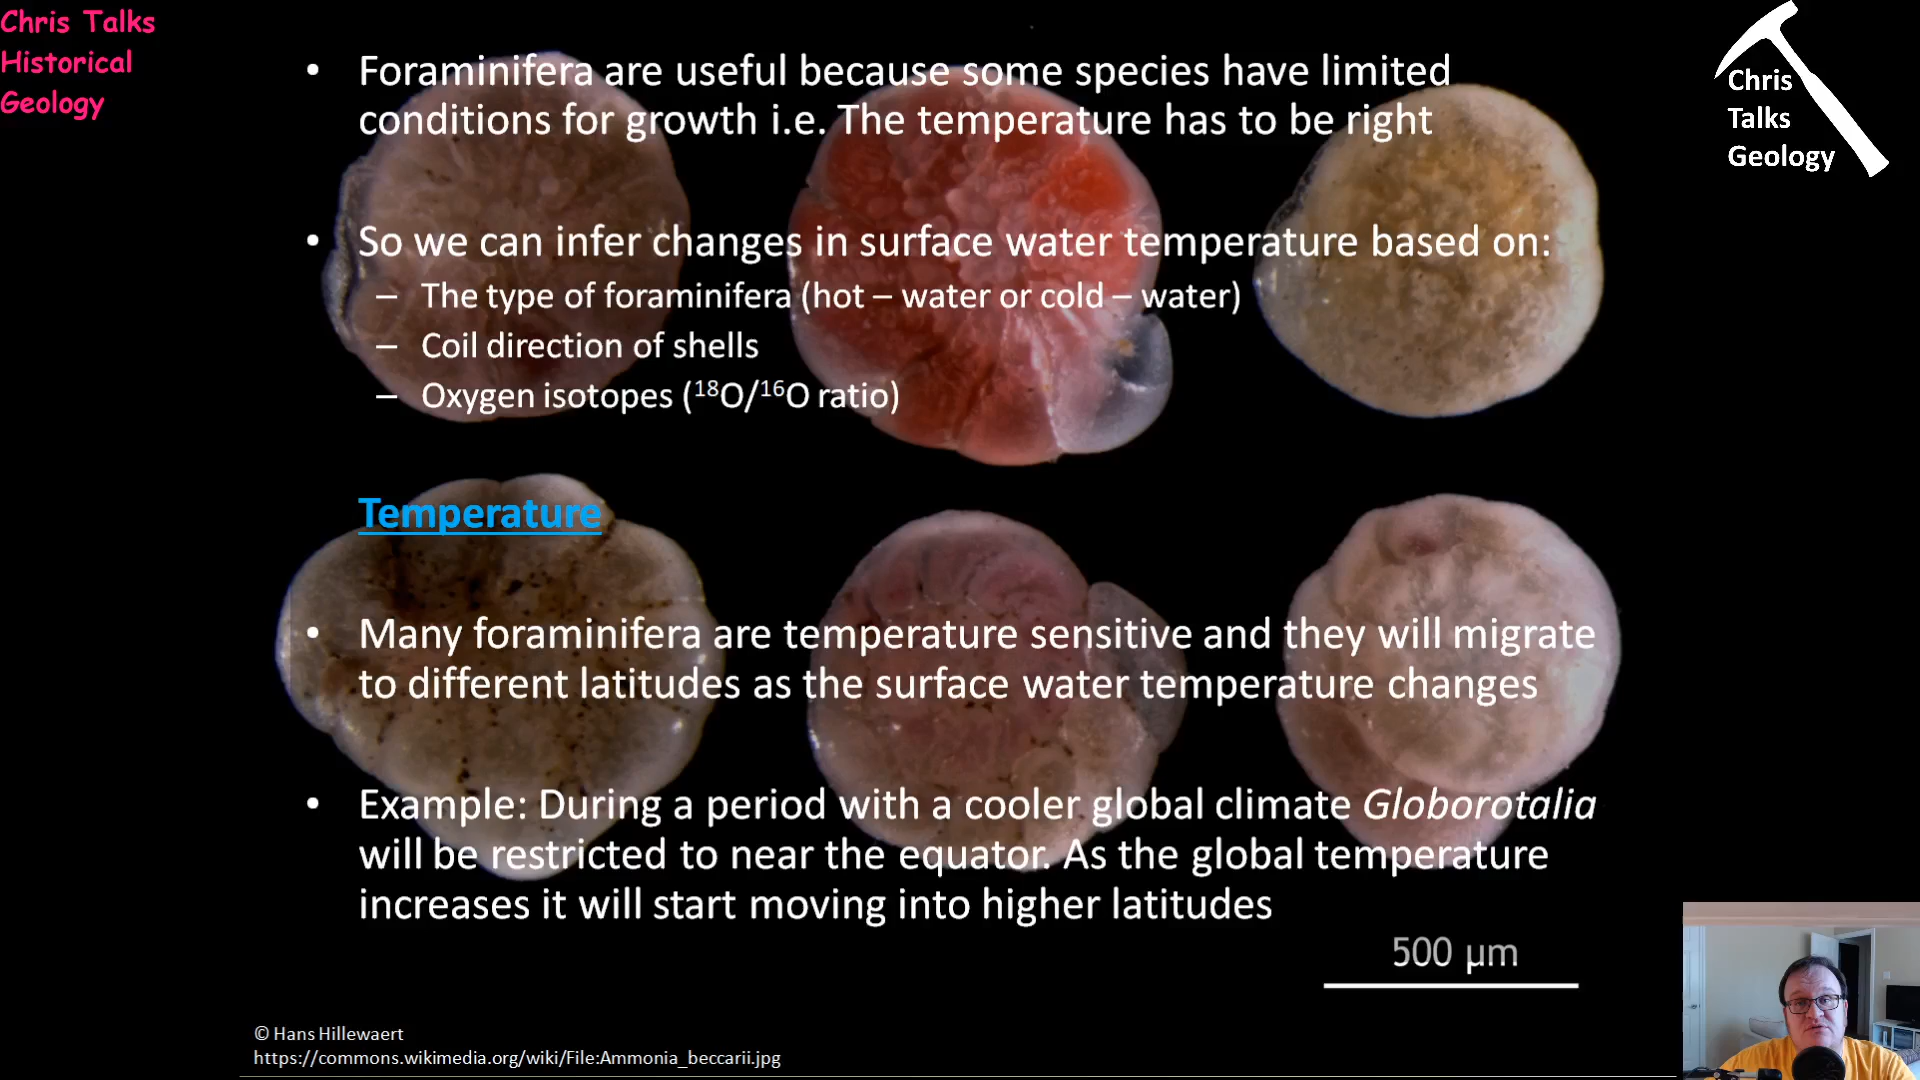 Chris Talks
Historical
Geology
Chris
Talks
Geology
• Foraminifera are useful because some species have limited
conditions for growth i.e. The temperature has to be right
• So we can infer changes in surface water temperature based on:
– The type of foraminifera (hot – water or cold – water)
– Coil direction of shells
– Oxygen isotopes (¹⁸O/¹⁶O ratio)
Temperature
• Many foraminifera are temperature sensitive and they will migrate
to different latitudes as the surface water temperature changes
• Example: During a period with a cooler global climate Globorotalia
will be restricted to near the equator. As the global temperature
increases it will start moving into higher latitudes
500 µm
© Hans Hillewaert
https://commons.wikimedia.org/wiki/File:Ammonia_beccarii.jpg